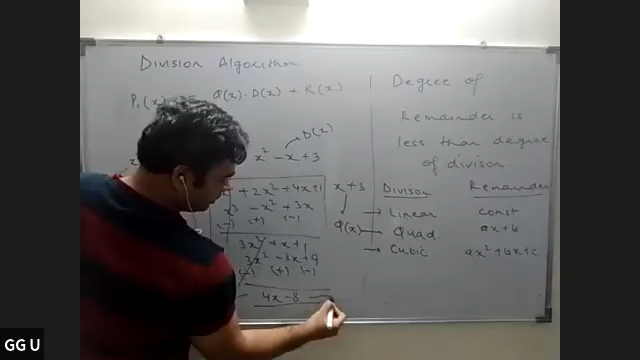 Division Algorithm
P₁(x) = Q(x)·D(x) + R(x)
D(x)
x² - x + 3
+ 2x² + 4x + 1
x + 3
x³ - x² + 3x
(-) (+) (-)
Q(x)
3x² + x + 1
3x² - 3x + 9
(-) (+) (-)
4x - 8
Degree of
Remainder is
less than degree
of divisor.
Divisor Remainder
→ Linear const
→ Quad. ax + b
→ Cubic ax² + bx + c
GG U